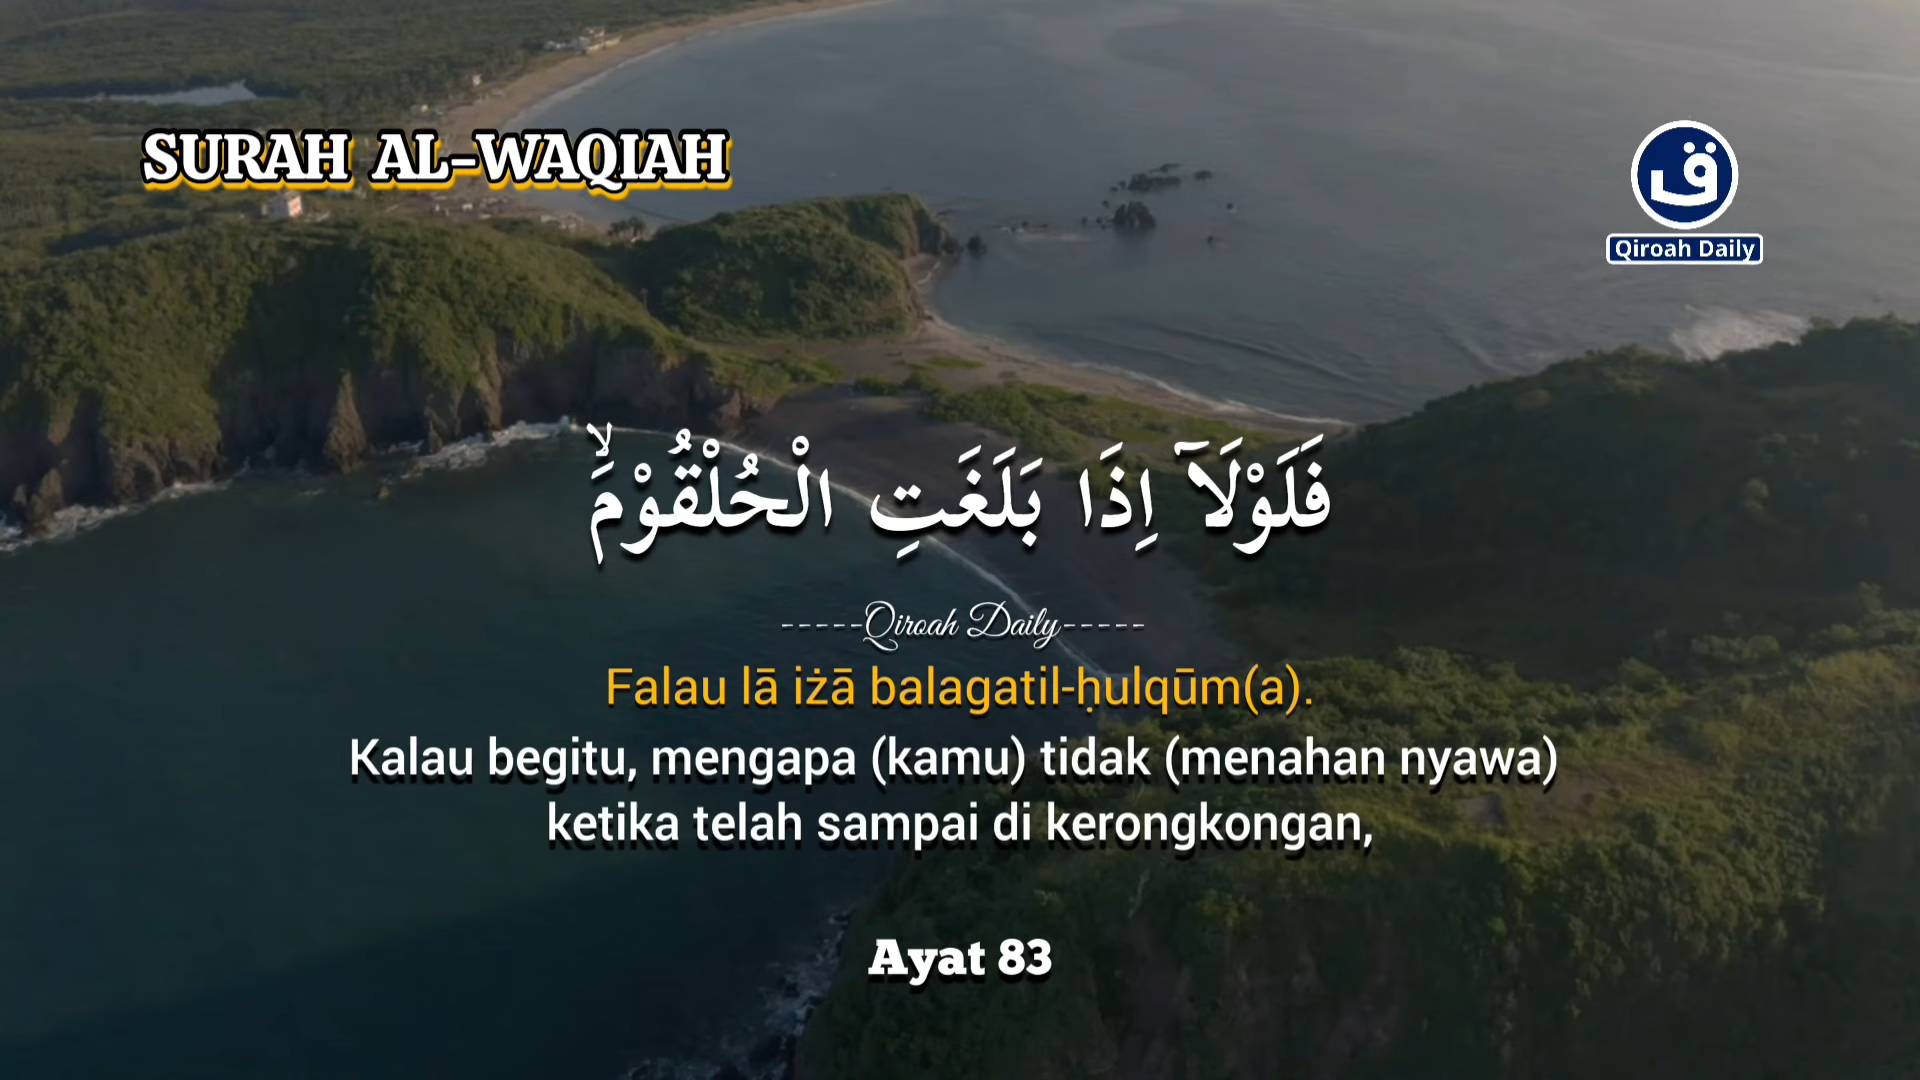 SURAH AL-WAQIAH
ق
Qiroah Daily
فَلَوْلَآ اِذَا بَلَغَتِ الْحُلْقُوْمَۙ
-----Qiroah Daily-----
Falau lā iżā balagatil-ḥulqūm(a).
Kalau begitu, mengapa (kamu) tidak (menahan nyawa)
ketika telah sampai di kerongkongan,
Ayat 83